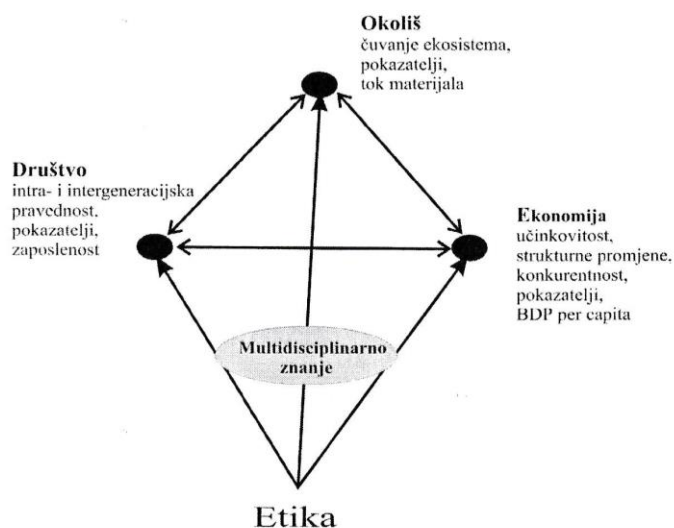 Okoliš
čuvanje ekosistema,
pokazatelji,
tok materijala
Društvo
intra- i intergeneracijska
pravednost,
pokazatelji,
zaposlenost
Ekonomija
učinkovitost,
strukturne promjene,
konkurentnost,
pokazatelji,
BDP per capita
Multidisciplinarno
znanje
Etika